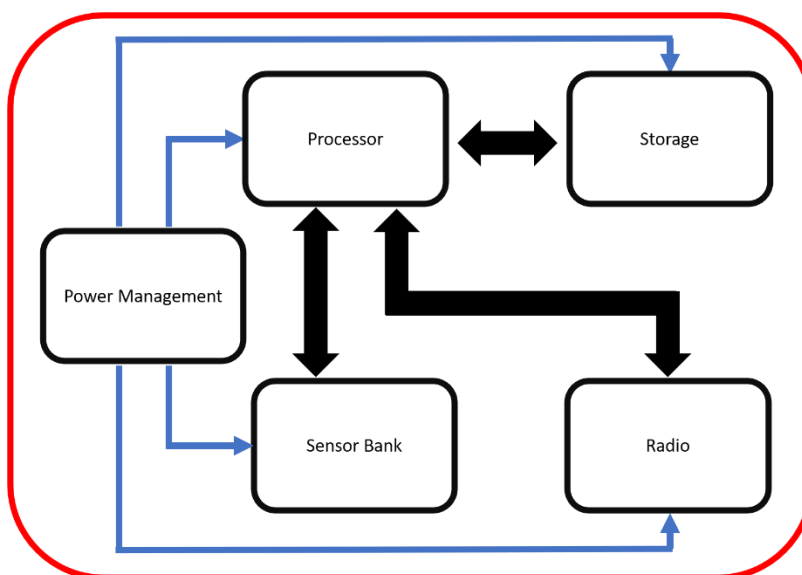 Processor
Storage
Power Management
Sensor Bank
Radio